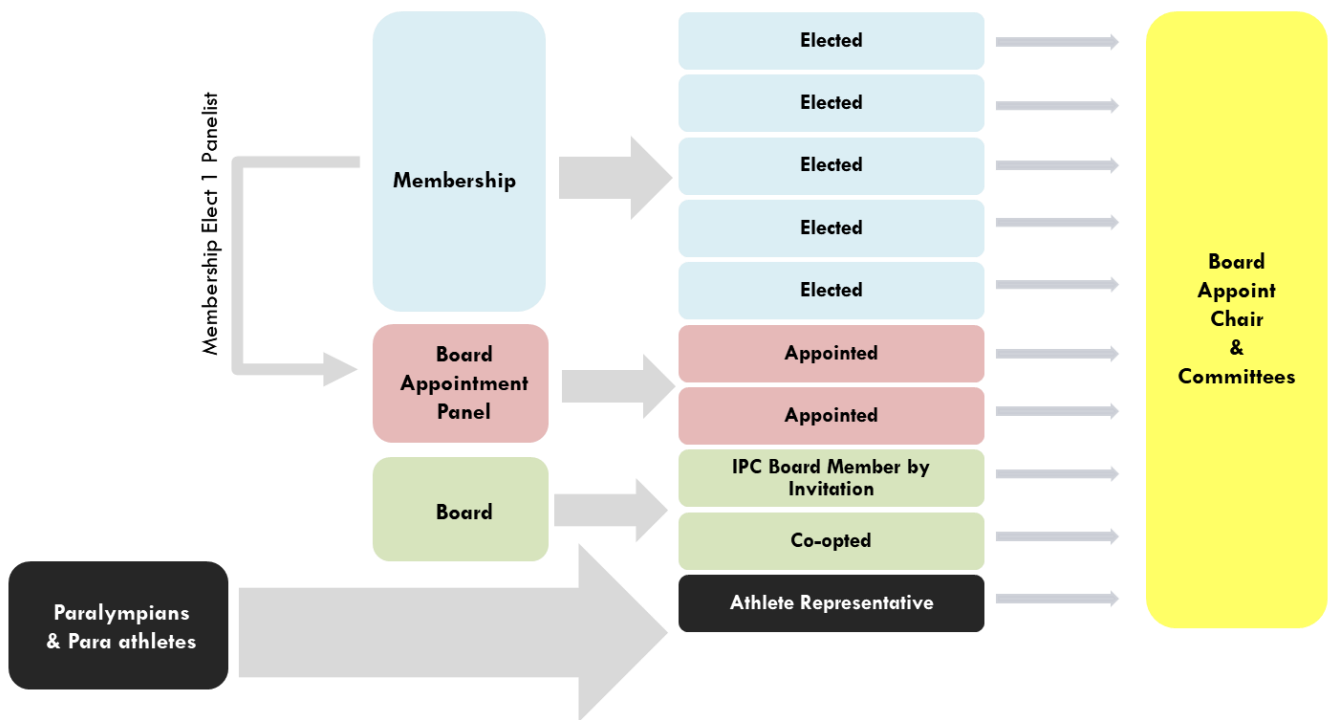 Membership Elect 1 Panelist
Membership
Board
Appointment
Panel
Board
Paralympians
& Para athletes
Elected
Elected
Elected
Elected
Elected
Appointed
Appointed
IPC Board Member by
Invitation
Co-opted
Athlete Representative
Board
Appoint
Chair
&
Committees